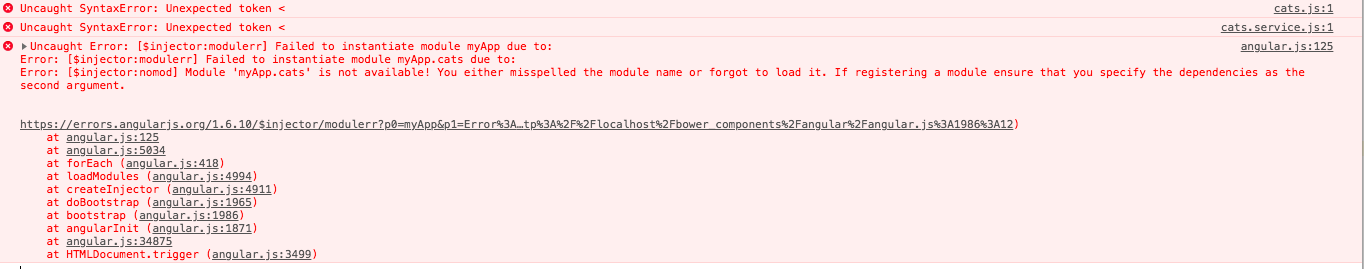 Uncaught SyntaxError: Unexpected token < cats.js:1
Uncaught SyntaxError: Unexpected token < cats.service.js:1
Uncaught Error: [$injector:modulerr] Failed to instantiate module myApp due to: angular.js:125
Error: [$injector:modulerr] Failed to instantiate module myApp.cats due to:
Error: [$injector:nomod] Module 'myApp.cats' is not available! You either misspelled the module name or forgot to load it. If registering a module ensure that you specify the dependencies as the
second argument.
https://errors.angularjs.org/1.6.10/$injector/modulerr?p0=myApp&p1=Error%3A…tp%3A%2F%2Flocalhost%2Fbower_components%2Fangular%2Fangular.js%3A1986%3A12)
at angular.js:125
at angular.js:5034
at forEach (angular.js:418)
at loadModules (angular.js:4994)
at createInjector (angular.js:4911)
at doBootstrap (angular.js:1965)
at bootstrap (angular.js:1986)
at angularInit (angular.js:1871)
at angular.js:34875
at HTMLDocument.trigger (angular.js:3499)